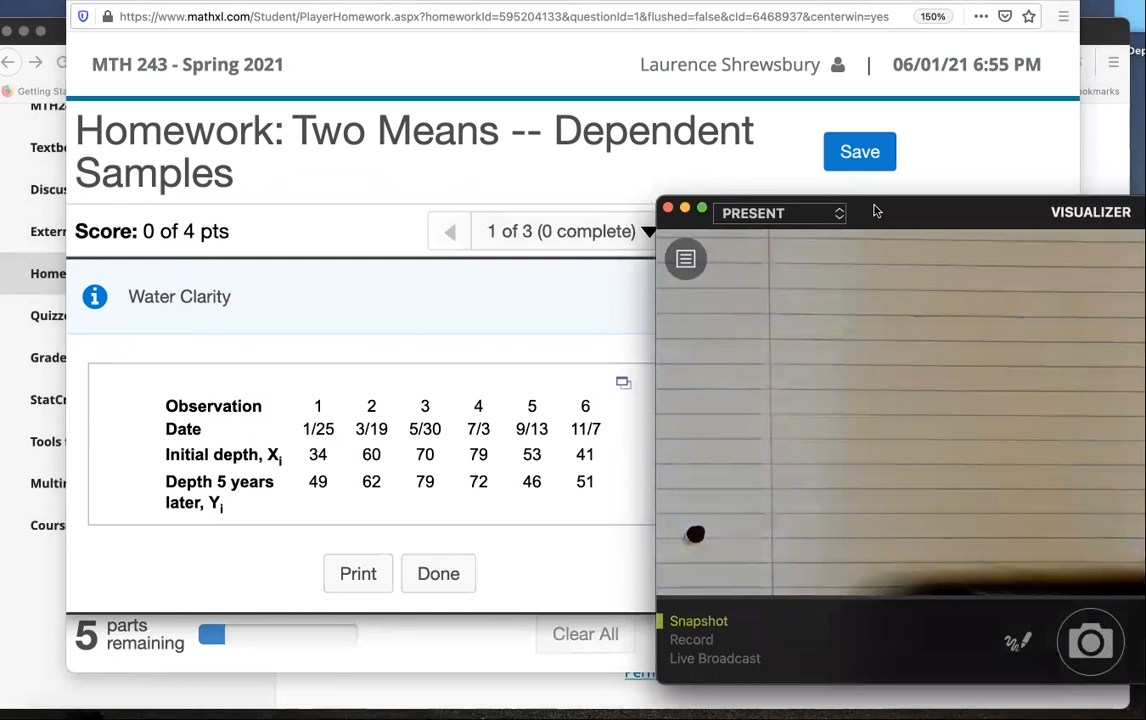 https://www.mathxl.com/Student/PlayerHomework.aspx?homeworkId=595204133&questionId=1&flushed=false&cId=6468937&centerwin=yes
150%
MTH 243 - Spring 2021
Laurence Shrewsbury | 06/01/21 6:55 PM
Homework: Two Means -- Dependent
Samples
Save
Score: 0 of 4 pts
1 of 3 (0 complete)
Water Clarity
Observation 1 2 3 4 5 6
Date 1/25 3/19 5/30 7/3 9/13 11/7
Initial depth, Xi 34 60 70 79 53 41
Depth 5 years 49 62 79 72 46 51
later, Yi
Print
Done
5 parts
remaining
Clear All
PRESENT
VISUALIZER
Snapshot
Record
Live Broadcast
Getting Sta
MTH2
Textb
Discu
Extern
Home
Quizz
Grade
StatC
Tools
Multi
Cours
Dep
okmarks